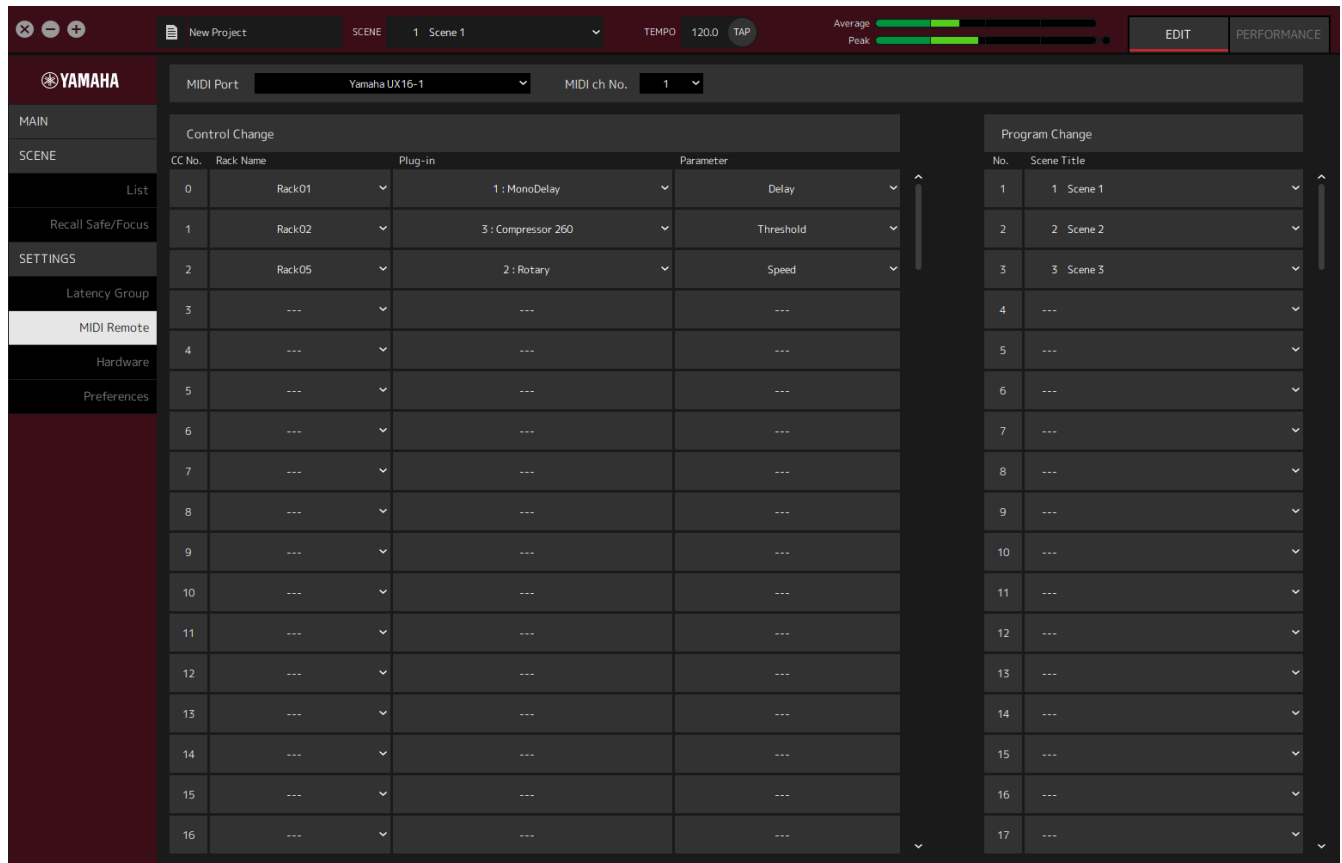 New Project SCENE 1 Scene 1 TEMPO 120.0 TAP Average Peak EDIT PERFORMANCE
YAMAHA
MAIN
SCENE
List
Recall Safe/Focus
SETTINGS
Latency Group
MIDI Remote
Hardware
Preferences
MIDI Port Yamaha UX16-1 MIDI ch No. 1
Control Change
CC No. Rack Name Plug-in Parameter
0 Rack01 1 : MonoDelay Delay
1 Rack02 3 : Compressor 260 Threshold
2 Rack05 2 : Rotary Speed
3 --- --- ---
4 --- --- ---
5 --- --- ---
6 --- --- ---
7 --- --- ---
8 --- --- ---
9 --- --- ---
10 --- --- ---
11 --- --- ---
12 --- --- ---
13 --- --- ---
14 --- --- ---
15 --- --- ---
16 --- --- ---
Program Change
No. Scene Title
1 1 Scene 1
2 2 Scene 2
3 3 Scene 3
4 ---
5 ---
6 ---
7 ---
8 ---
9 ---
10 ---
11 ---
12 ---
13 ---
14 ---
15 ---
16 ---
17 ---